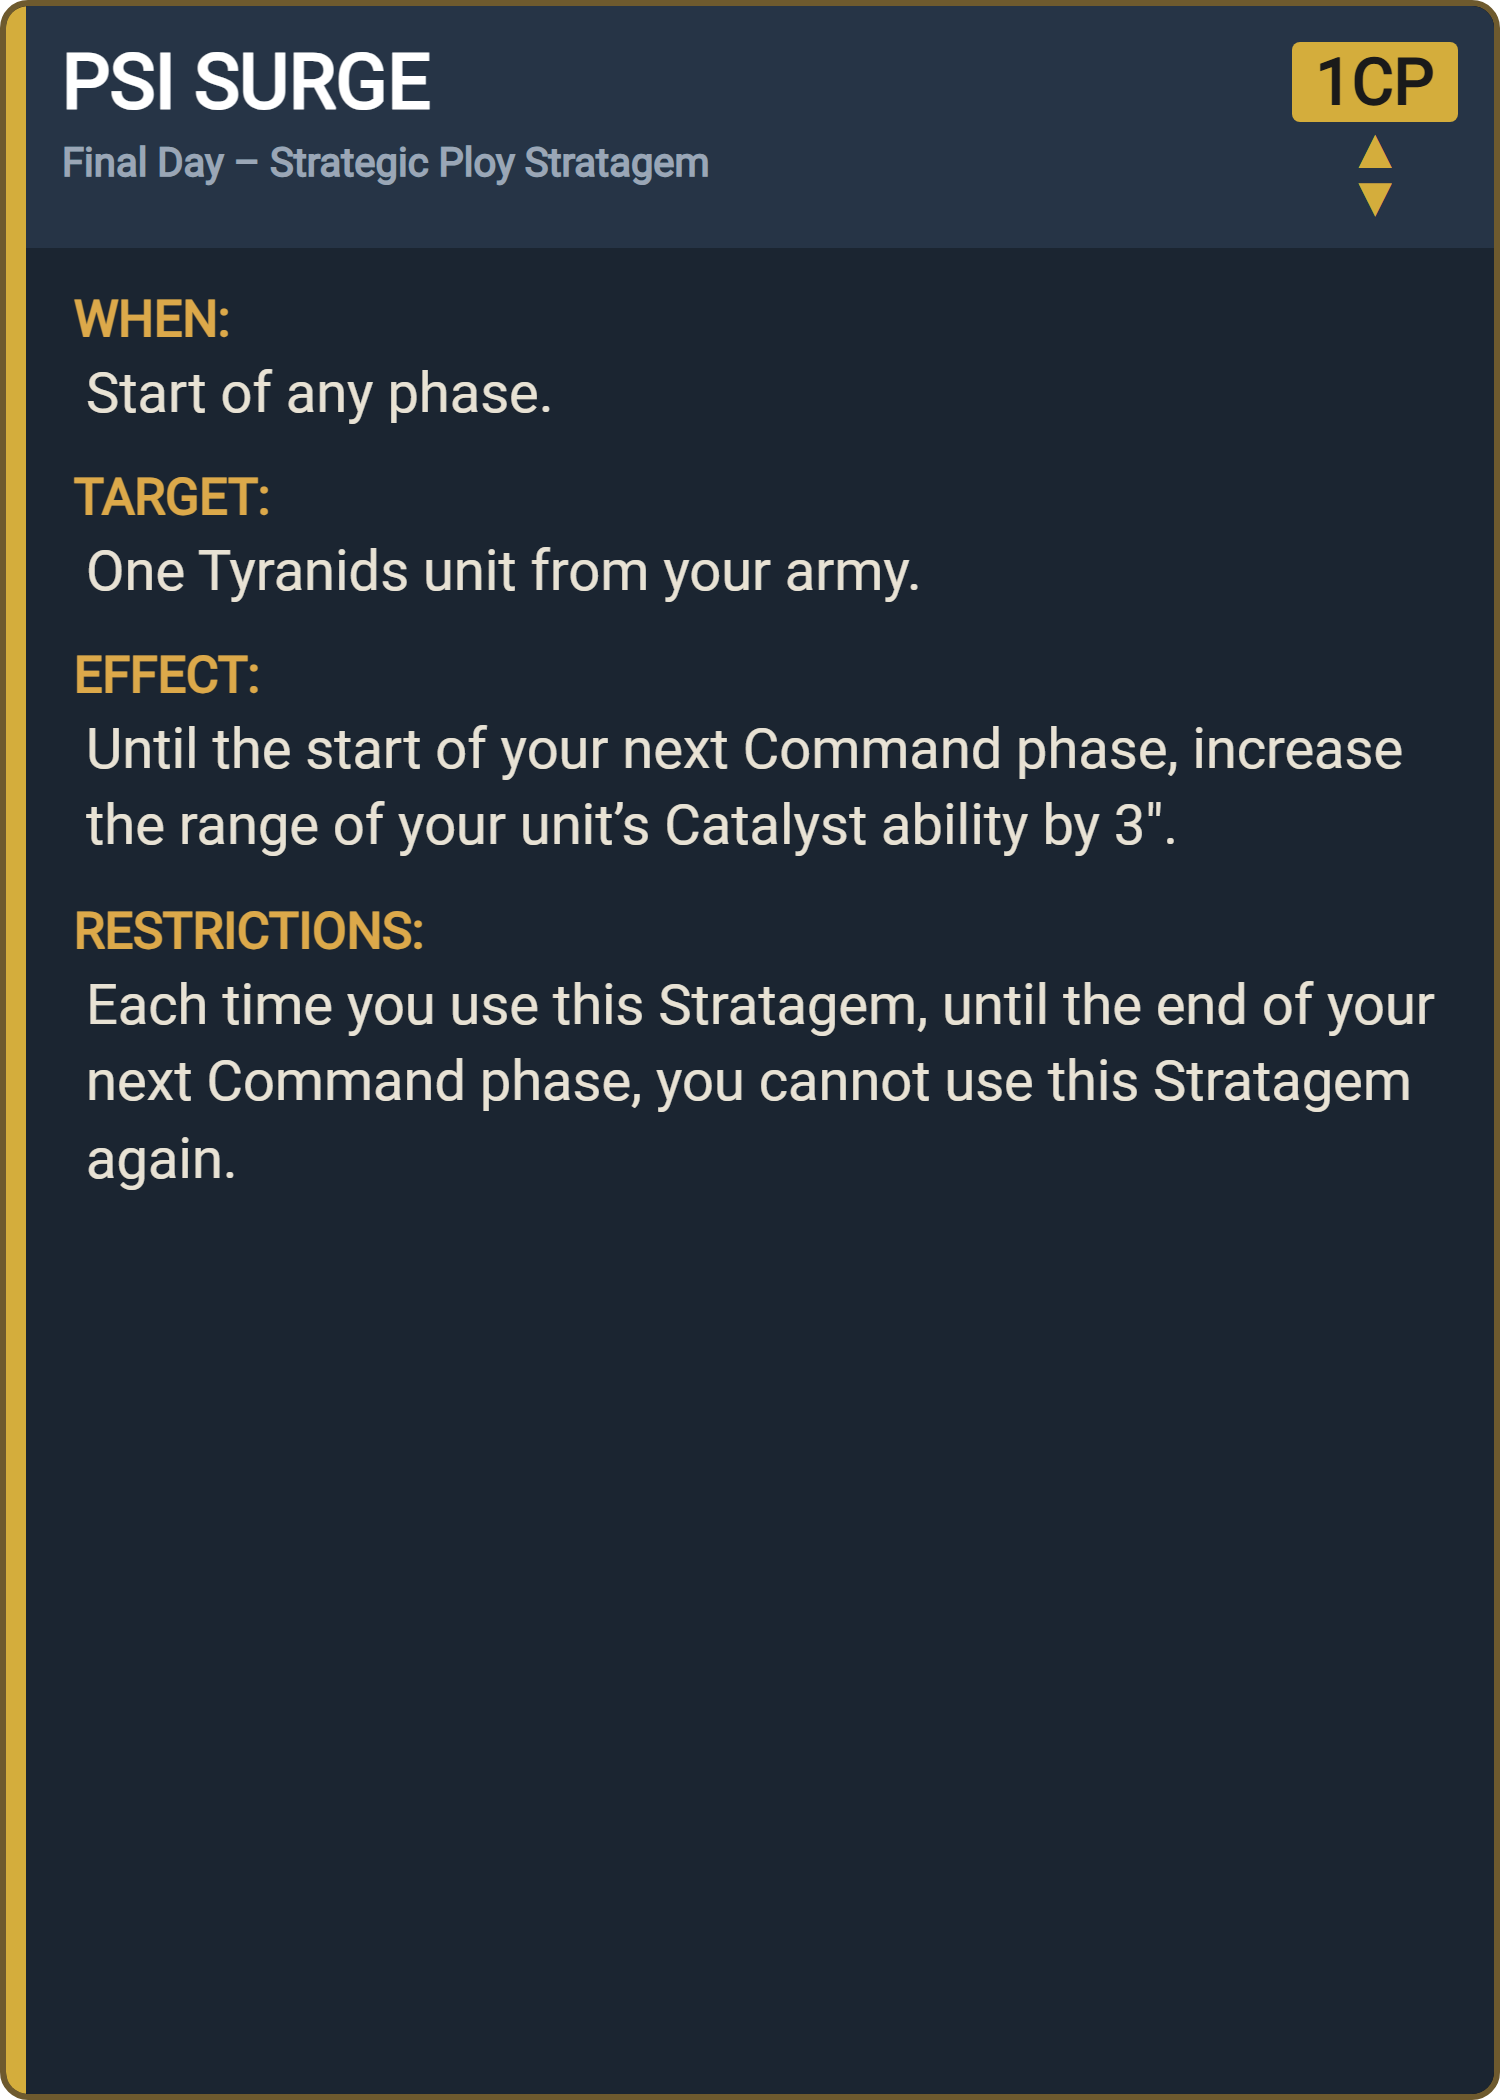 PSI SURGE
1CP
Final Day – Strategic Ploy Stratagem
▲
▼
WHEN:
Start of any phase.
TARGET:
One Tyranids unit from your army.
EFFECT:
Until the start of your next Command phase, increase
the range of your unit’s Catalyst ability by 3".
RESTRICTIONS:
Each time you use this Stratagem, until the end of your
next Command phase, you cannot use this Stratagem
again.